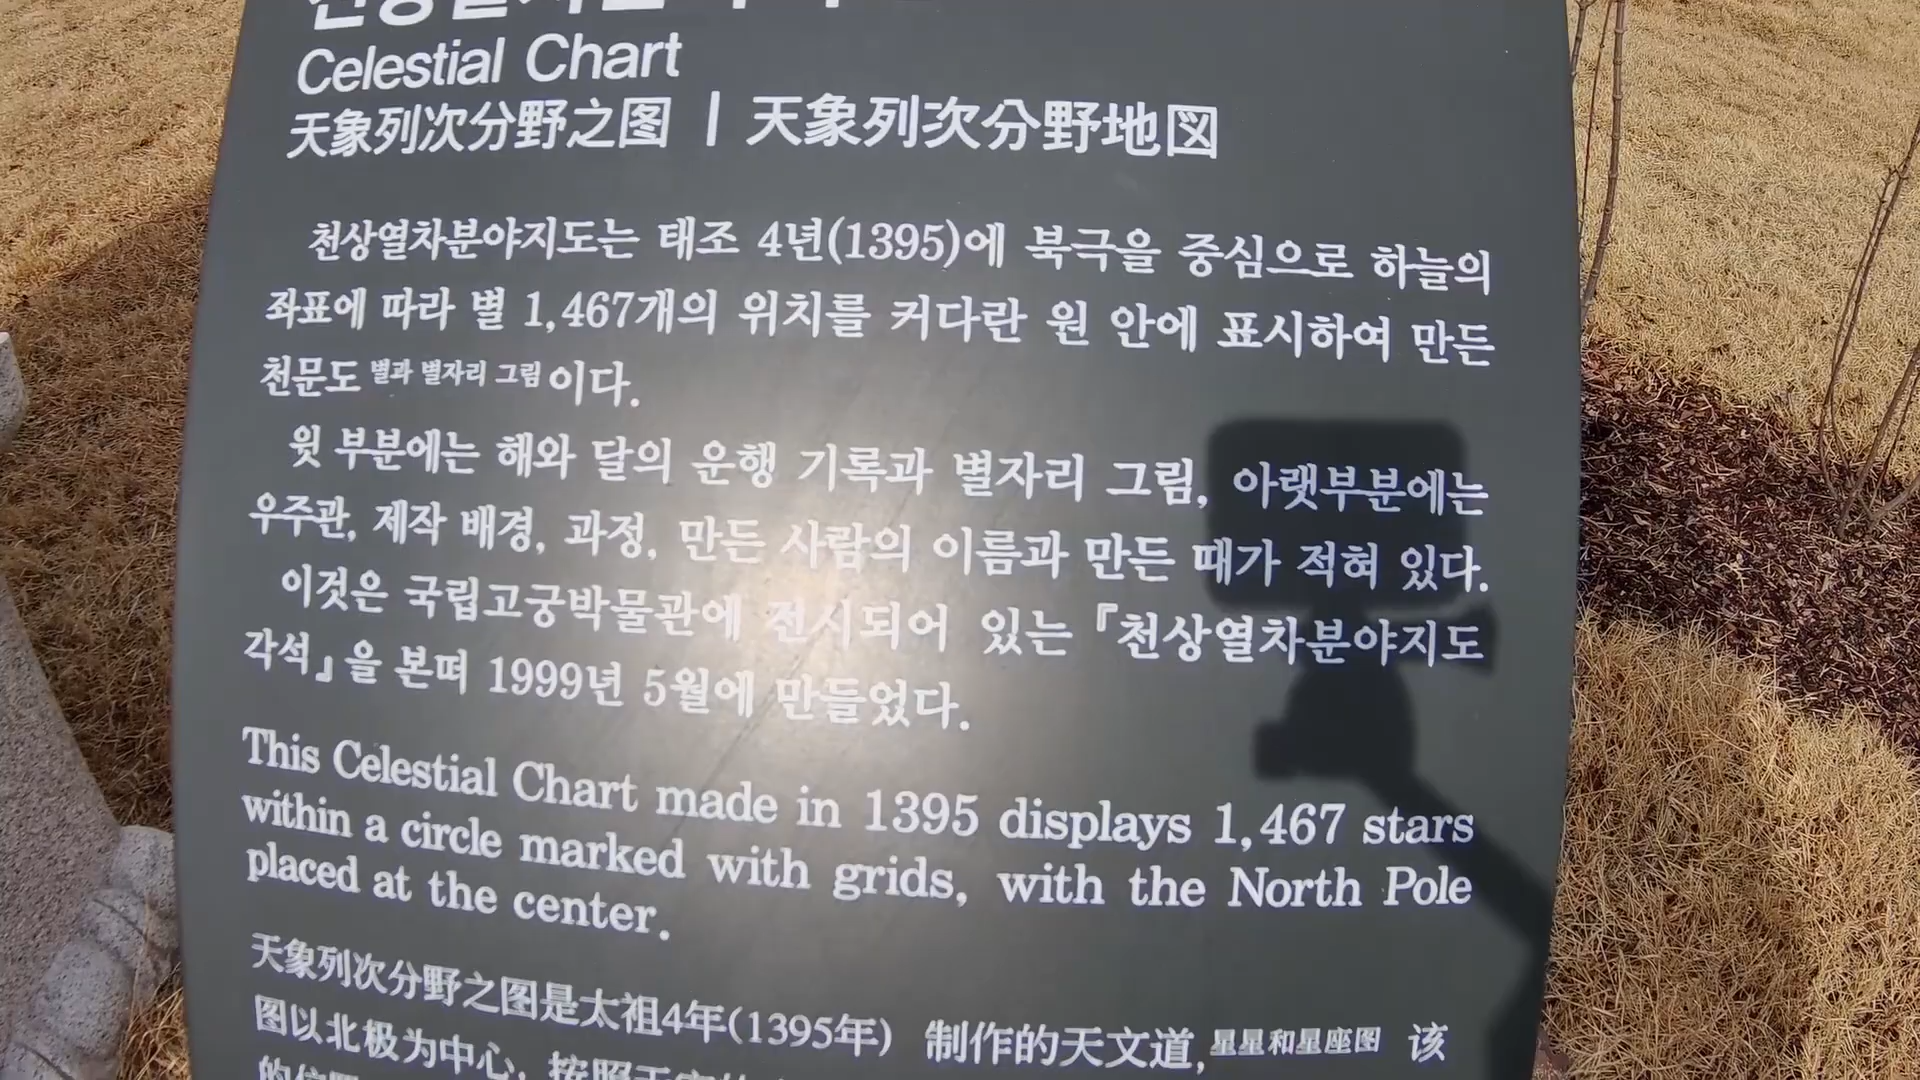 Celestial Chart
天象列次分野之图 | 天象列次分野地図
천상열차분야지도는 태조 4년(1395)에 북극을 중심으로 하늘의
좌표에 따라 별 1,467개의 위치를 커다란 원 안에 표시하여 만든
천문도 별과 별자리 그림 이다.
윗 부분에는 해와 달의 운행 기록과 별자리 그림, 아랫부분에는
우주관, 제작 배경, 과정, 만든 사람의 이름과 만든 때가 적혀 있다.
이것은 국립고궁박물관에 전시되어 있는 『천상열차분야지도
각석』을 본떠 1999년 5월에 만들었다.
This Celestial Chart made in 1395 displays 1,467 stars
within a circle marked with grids, with the North Pole
placed at the center.
天象列次分野之图是太祖4年(1395年) 制作的天文道, 星星和星座图 该
图以北极为中心,